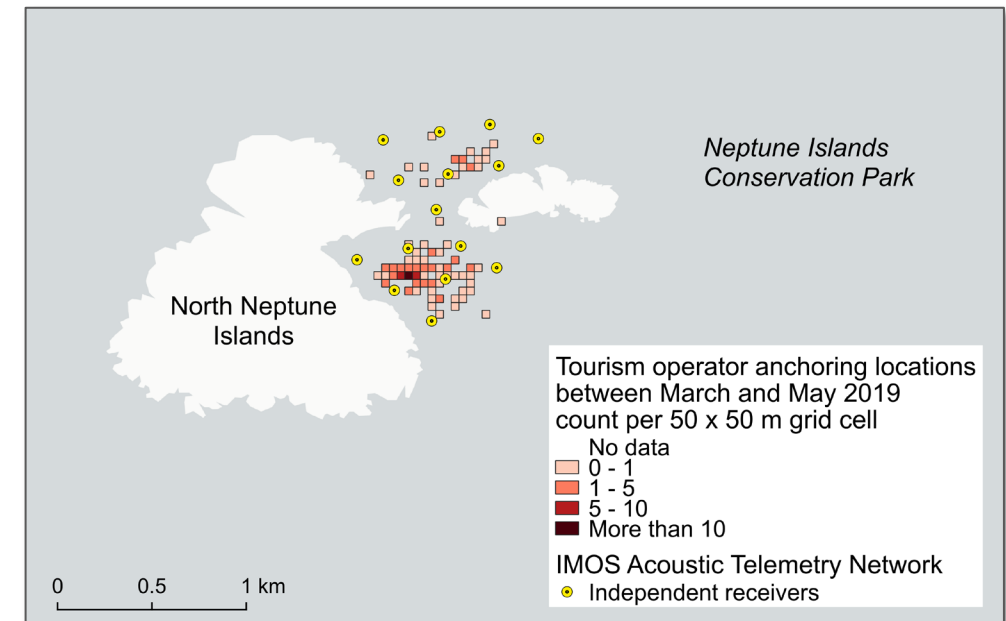 Neptune Islands
Conservation Park
North Neptune
Islands
Tourism operator anchoring locations
between March and May 2019
count per 50 x 50 m grid cell
No data
0 - 1
1 - 5
5 - 10
More than 10
IMOS Acoustic Telemetry Network
Independent receivers
0 0.5 1 km